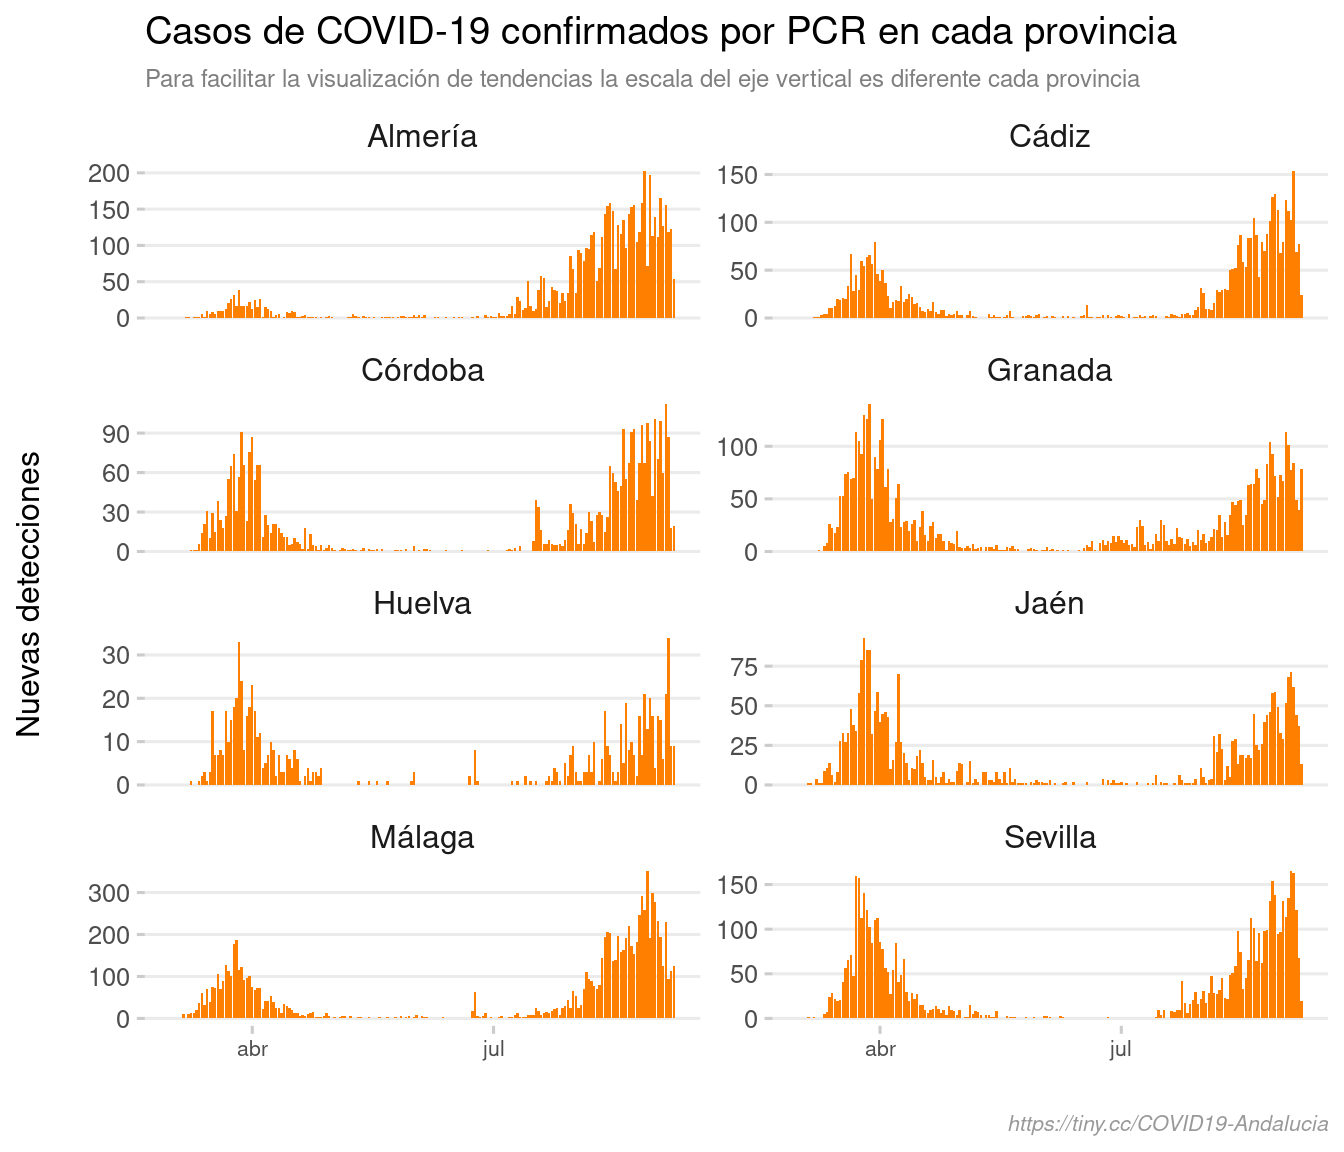 Casos de COVID-19 confirmados por PCR en cada provincia
Para facilitar la visualización de tendencias la escala del eje vertical es diferente cada provincia
Nuevas detecciones
Almería
200
150
100
50
0
Cádiz
150
100
50
0
Córdoba
90
60
30
0
Granada
100
50
0
Huelva
30
20
10
0
Jaén
75
50
25
0
Málaga
300
200
100
0
abr jul
Sevilla
150
100
50
0
abr jul
https://tiny.cc/COVID19-Andalucia